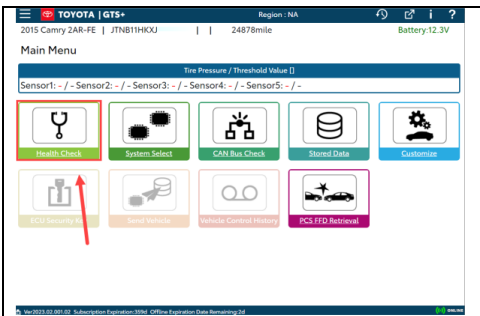 TOYOTA | GTS+ Region : NA i ?
2015 Camry 2AR-FE | JTNB11HKXJ | | 24878mile Battery:12.3V
Main Menu
Tire Pressure / Threshold Value []
Sensor1: - / - Sensor2: - / - Sensor3: - / - Sensor4: - / - Sensor5: - / -
Health Check System Select CAN Bus Check Stored Data Customize
ECU Security Key Send Vehicle Vehicle Control History PCS FFD Retrieval
Ver2023.02.001.02 Subscription Expiration:359d Offline Expiration Date Remaining:2d ONLINE